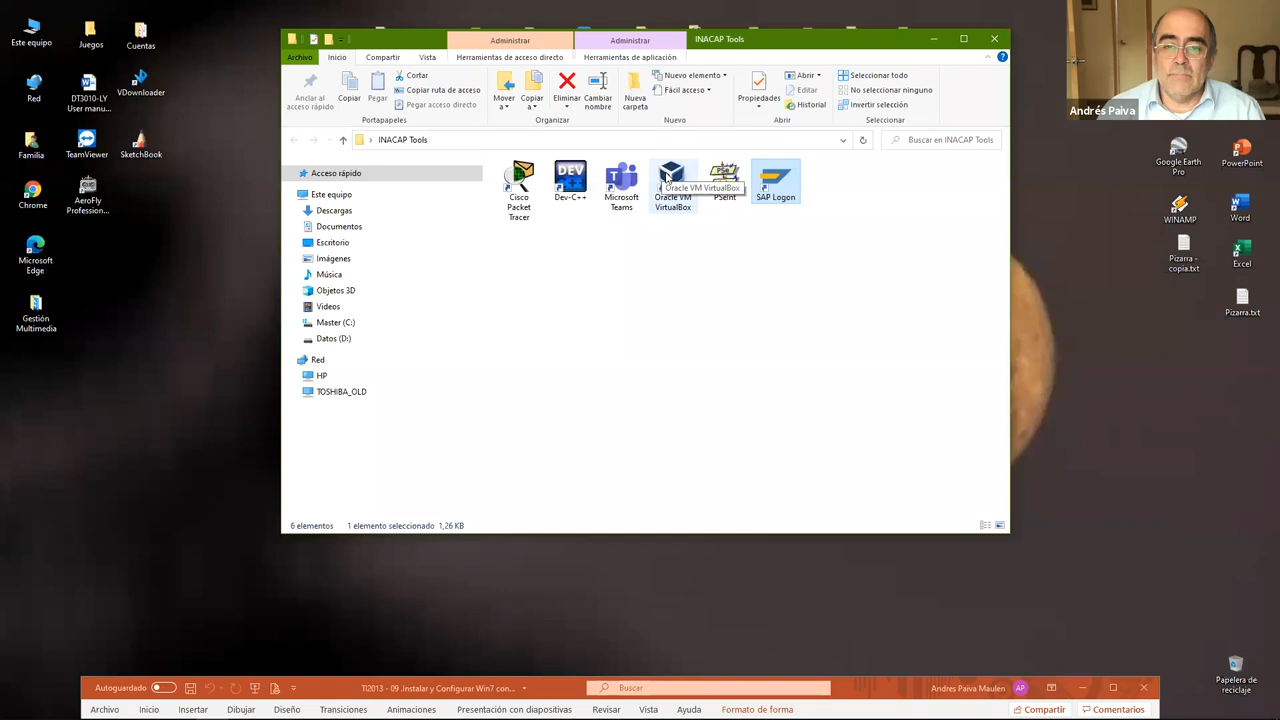 Este equipo
Juegos
Cuentas
Red
DT3010-LY
User manu...
VDownloader
Familia
TeamViewer
SketchBook
Chrome
AeroFly
Profession...
Microsoft
Edge
Gestión
Multimedia
Administrar
Administrar
INACAP Tools
Archivo
Inicio
Compartir
Vista
Herramientas de acceso directo
Herramientas de aplicación
Anclar al
acceso rápido
Copiar
Pegar
Cortar
Copiar ruta de acceso
Pegar acceso directo
Portapapeles
Mover
a
Copiar
a
Eliminar
Cambiar
nombre
Organizar
Nueva
carpeta
Nuevo elemento
Fácil acceso
Nuevo
Propiedades
Abrir
Editar
Historial
Abrir
Seleccionar todo
No seleccionar ninguno
Invertir selección
Seleccionar
INACAP Tools
Buscar en INACAP Tools
Acceso rápido
Este equipo
Descargas
Documentos
Escritorio
Imágenes
Música
Objetos 3D
Videos
Master (C:)
Datos (D:)
Red
HP
TOSHIBA_OLD
Cisco
Packet
Tracer
DEV
Dev-C++
Microsoft
Teams
Oracle VM
VirtualBox
Oracle VM VirtualBox
PSeInt
SAP Logon
6 elementos
1 elemento seleccionado 1,26 KB
Andrés Paiva
Google Earth
Pro
PowerPoint
WINAMP
Word
Pizarra -
copia.txt
Excel
Pizarra.txt
Papelera de
reciclaje
Autoguardado
TI2013 - 09 .Instalar y Configurar Win7 con...
Buscar
Andres Paiva Maulen
AP
Archivo
Inicio
Insertar
Dibujar
Diseño
Transiciones
Animaciones
Presentación con diapositivas
Revisar
Vista
Ayuda
Formato de forma
Compartir
Comentarios